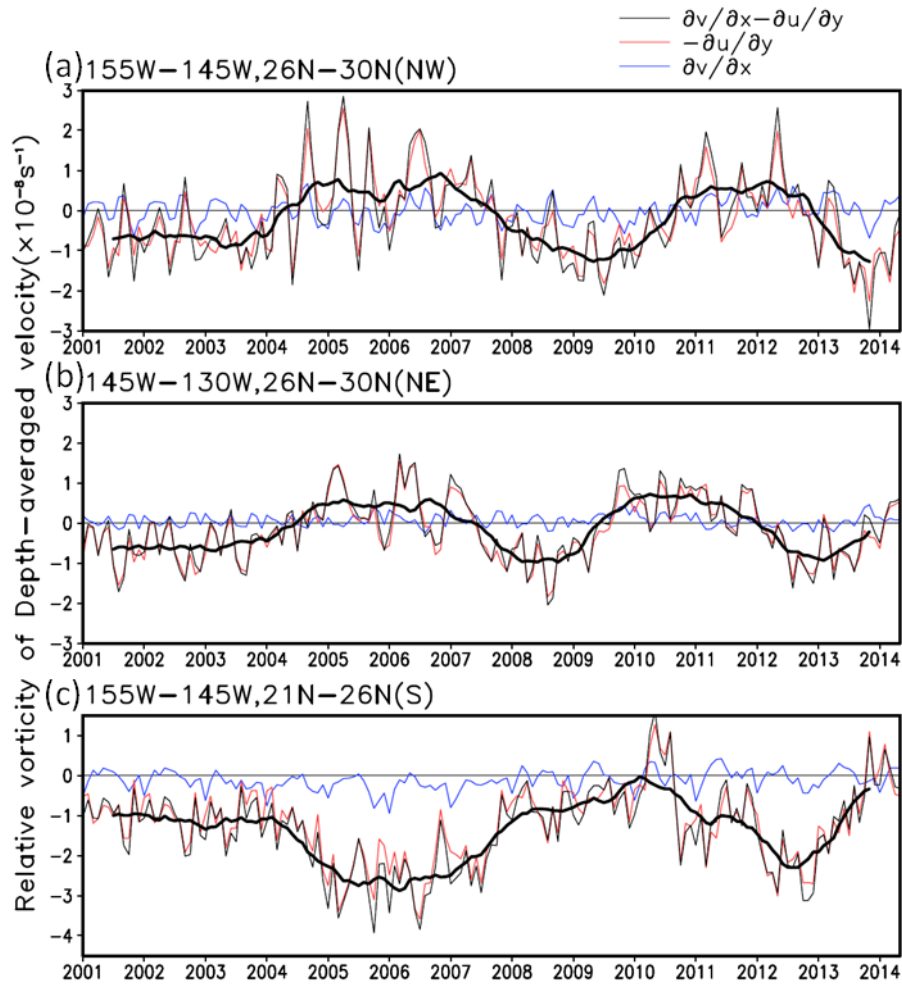 ∂v/∂x−∂u/∂y
−∂u/∂y
∂v/∂x
Relative vorticity of Depth−averaged velocity(×10⁻⁸s⁻¹)
(a)155W−145W,26N−30N(NW)
3
2
1
0
−1
−2
−3
2001 2002 2003 2004 2005 2006 2007 2008 2009 2010 2011 2012 2013 2014
(b)145W−130W,26N−30N(NE)
3
2
1
0
−1
−2
−3
2001 2002 2003 2004 2005 2006 2007 2008 2009 2010 2011 2012 2013 2014
(c)155W−145W,21N−26N(S)
1
0
−1
−2
−3
−4
2001 2002 2003 2004 2005 2006 2007 2008 2009 2010 2011 2012 2013 2014